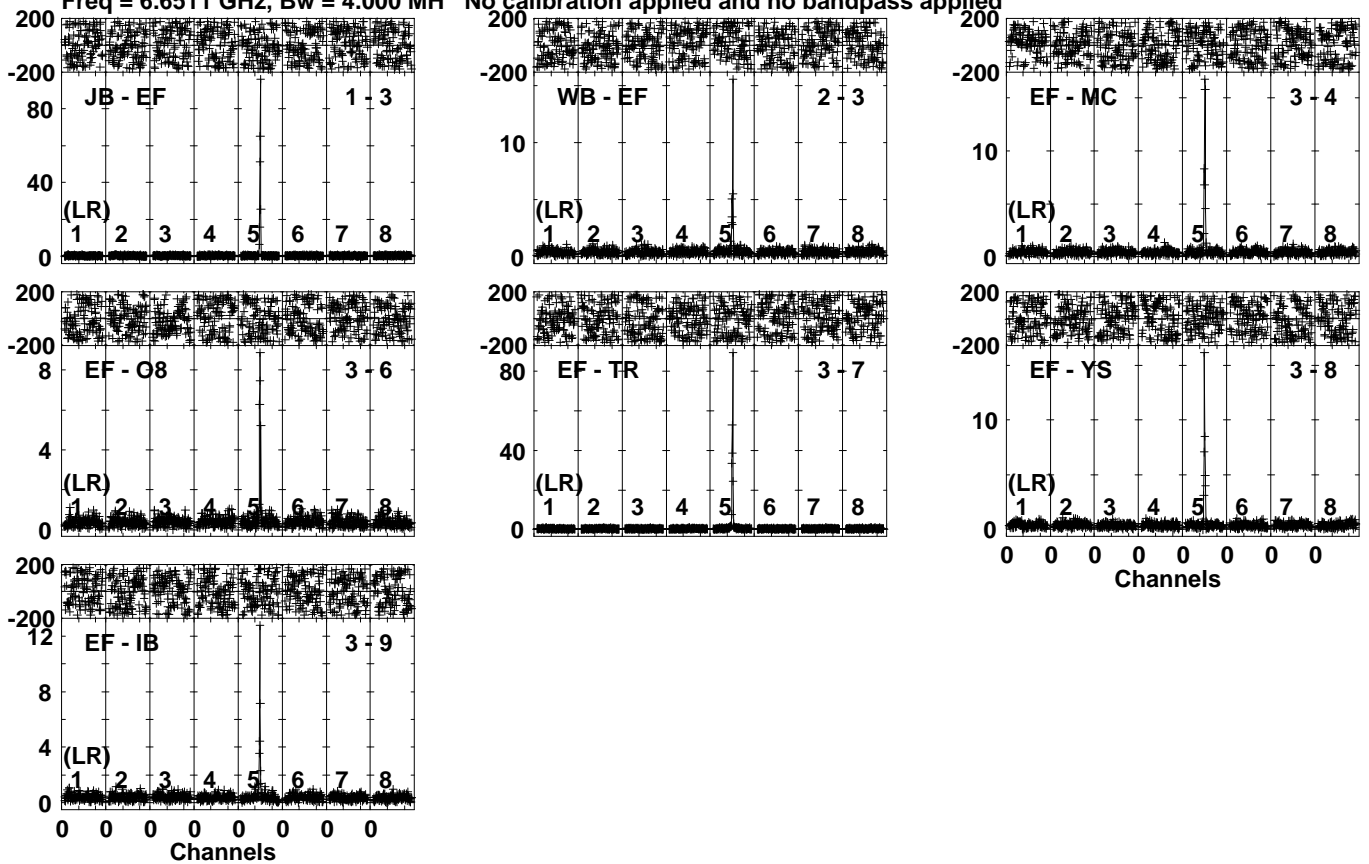 Freq = 6.6511 GHz, Bw = 4.000 MH No calibration applied and no bandpass applied
200 200 200
-200 -200 -200
JB - EF 1 - 3 WB - EF 2 - 3 EF - MC 3 - 4
80 10 10
40
(LR) (LR) (LR)
1 2 3 4 5 6 7 8 1 2 3 4 5 6 7 8 1 2 3 4 5 6 7 8
0 0 0
200 200 200
-200 -200 -200
EF - O8 3 - 6 EF - TR 3 - 7 EF - YS 3 - 8
8 80 10
4 40
(LR) (LR) (LR)
1 2 3 4 5 6 7 8 1 2 3 4 5 6 7 8 1 2 3 4 5 6 7 8
0 0 0
0 0 0 0 0 0 0 0
Channels
200
-200
EF - IB 3 - 9
12
8
4
(LR)
1 2 3 4 5 6 7 8
0
0 0 0 0 0 0 0 0
Channels